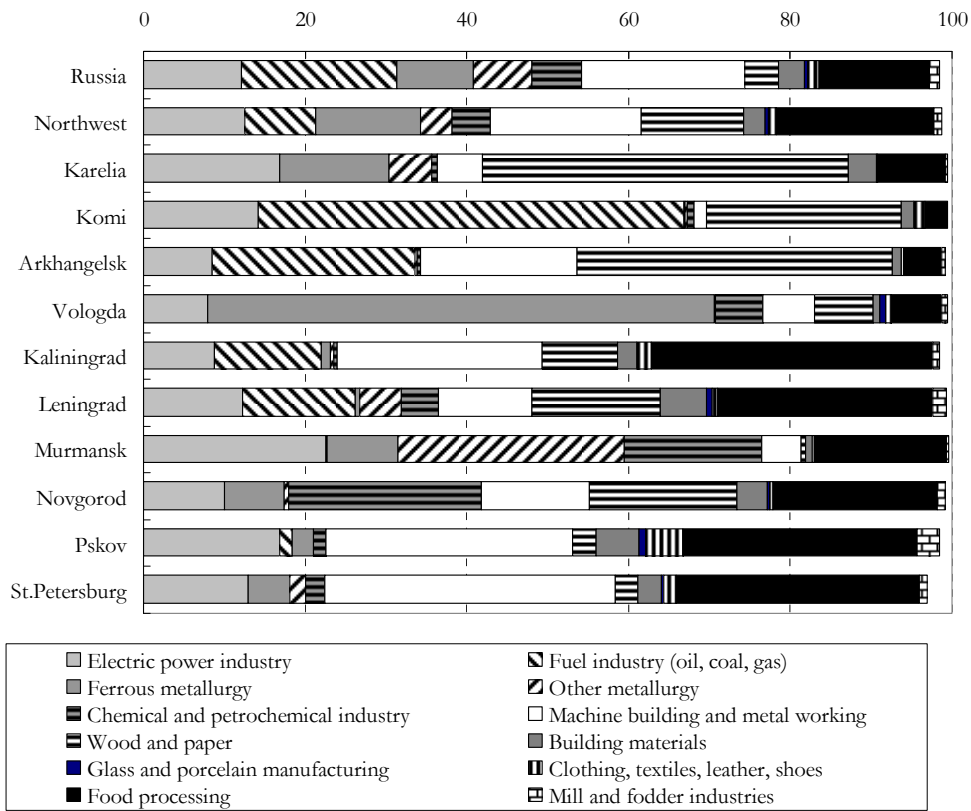 0 20 40 60 80 100
Russia
Northwest
Karelia
Komi
Arkhangelsk
Vologda
Kaliningrad
Leningrad
Murmansk
Novgorod
Pskov
St.Petersburg
Electric power industry Fuel industry (oil, coal, gas)
Ferrous metallurgy Other metallurgy
Chemical and petrochemical industry Machine building and metal working
Wood and paper Building materials
Glass and porcelain manufacturing Clothing, textiles, leather, shoes
Food processing Mill and fodder industries